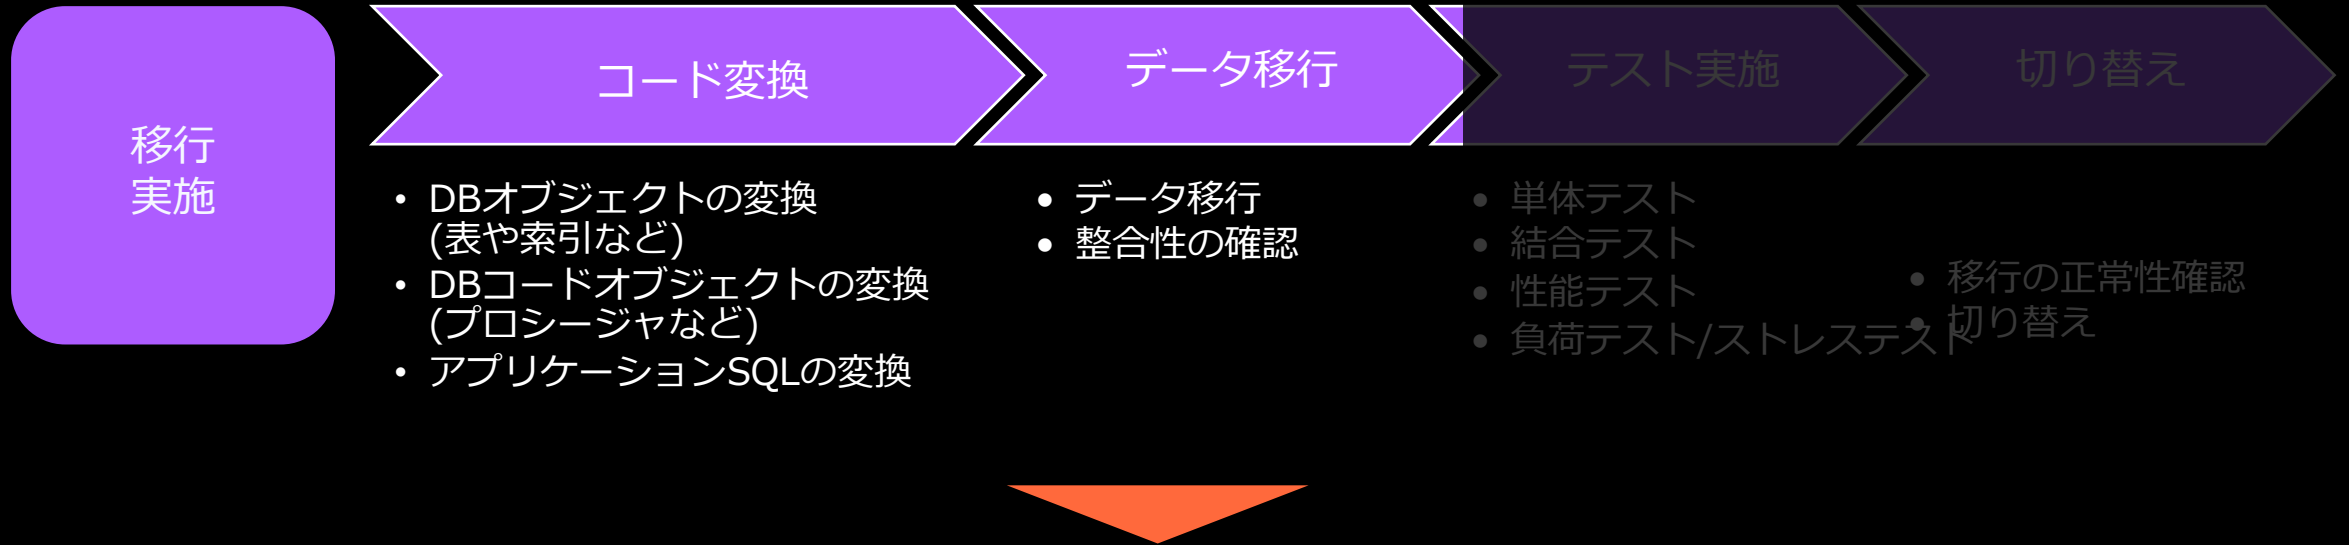 移行
実施
コード変換
データ移行
テスト実施
切り替え
• DBオブジェクトの変換
(表や索引など)
• DBコードオブジェクトの変換
(プロシージャなど)
• アプリケーションSQLの変換
• データ移行
• 整合性の確認
• 単体テスト
• 結合テスト
• 性能テスト
• 負荷テスト/ストレステスト
• 移行の正常性確認
• 切り替え